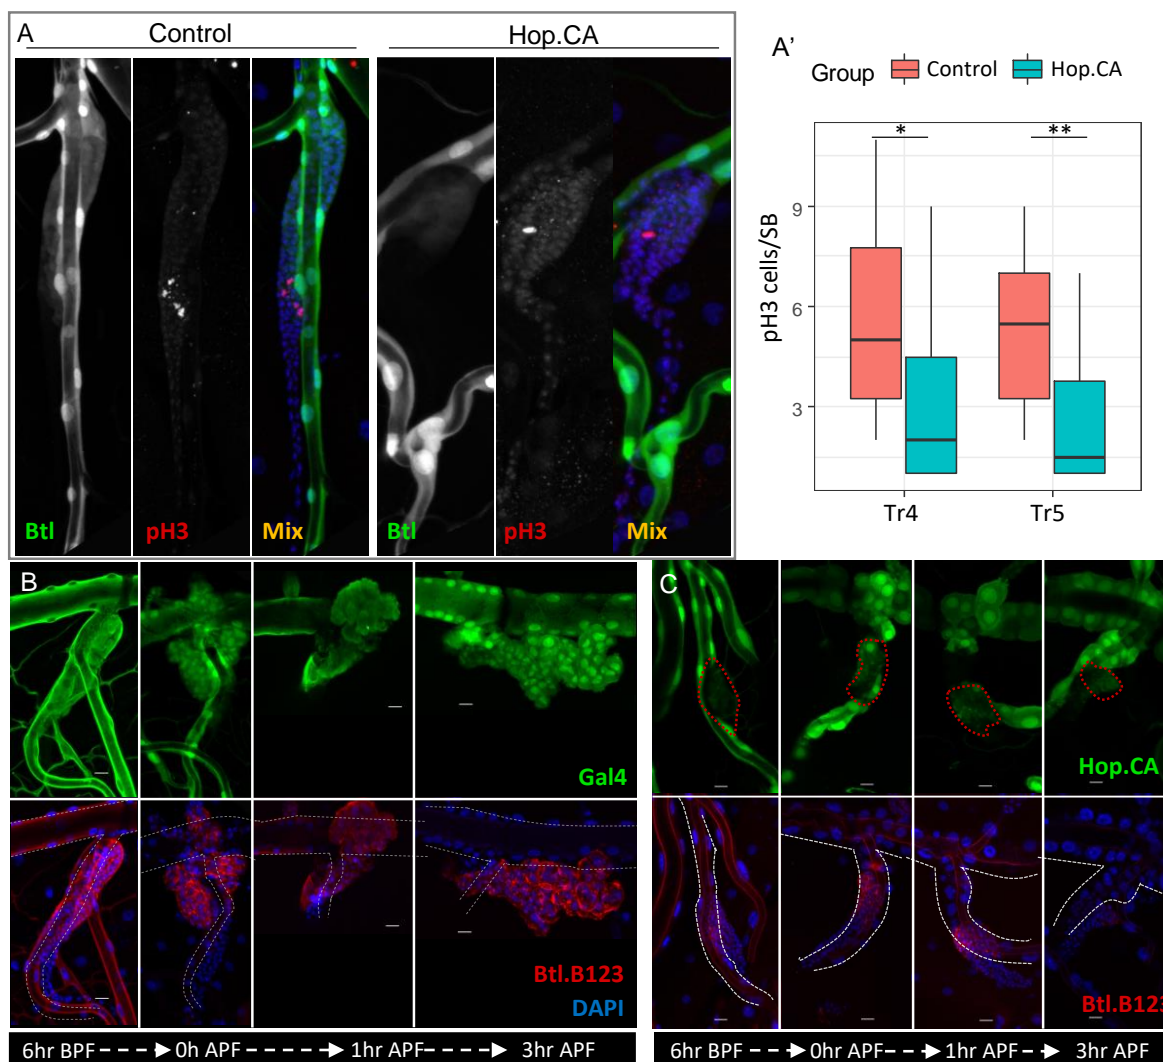 A
Control
Hop.CA
Btl
pH3
Mix
Btl
pH3
Mix
A'
Group Control Hop.CA
* **
pH3 cells/SB
9
6
3
Tr4 Tr5
B
Gal4
Btl.B123
DAPI
6hr BPF 0h APF 1hr APF 3hr APF
C
Hop.CA
Btl.B123
6hr BPF 0hr APF 1hr APF 3hr APF